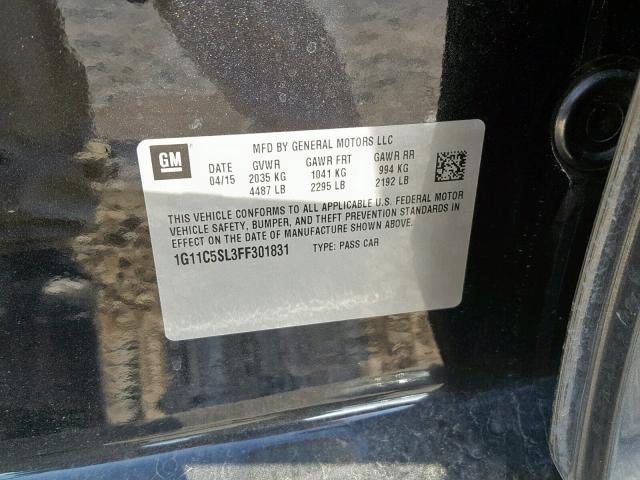 GM
MFD BY GENERAL MOTORS LLC
DATE GVWR GAWR FRT GAWR RR
04/15 2035 KG 1041 KG 994 KG
4487 LB 2295 LB 2192 LB
THIS VEHICLE CONFORMS TO ALL APPLICABLE U.S. FEDERAL MOTOR
VEHICLE SAFETY, BUMPER, AND THEFT PREVENTION STANDARDS IN
EFFECT ON THE DATE OF MANUFACTURE SHOWN ABOVE.
1G11C5SL3FF301831 TYPE: PASS CAR